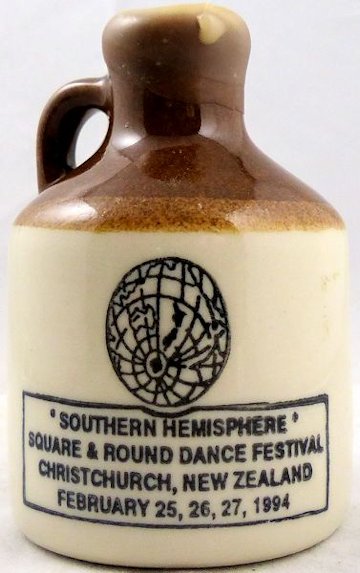 "SOUTHERN HEMISPHERE"
SQUARE & ROUND DANCE FESTIVAL
CHRISTCHURCH, NEW ZEALAND
FEBRUARY 25, 26, 27, 1994